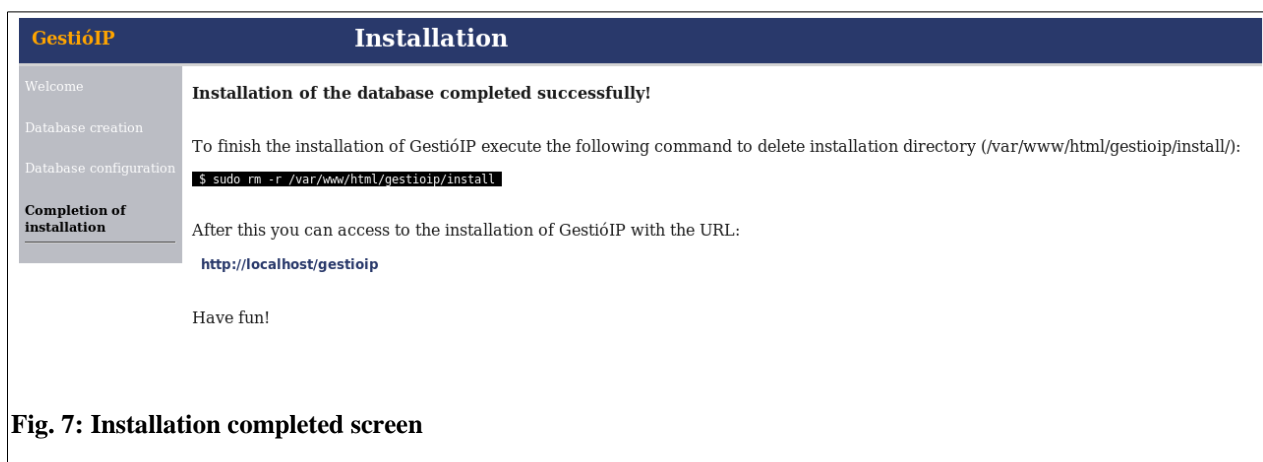 GestióIP
Installation
Welcome
Database creation
Database configuration
Completion of
installation
Installation of the database completed successfully!
To finish the installation of GestióIP execute the following command to delete installation directory (/var/www/html/gestioip/install/):
$ sudo rm -r /var/www/html/gestioip/install
After this you can access to the installation of GestióIP with the URL:
http://localhost/gestioip
Have fun!
Fig. 7: Installation completed screen